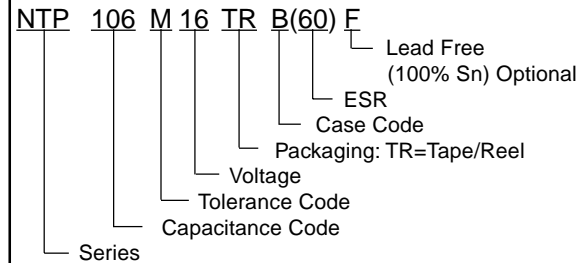 NTP 106 M 16 TR B(60) F
Lead Free
(100% Sn) Optional
ESR
Case Code
Packaging: TR=Tape/Reel
Voltage
Tolerance Code
Capacitance Code
Series